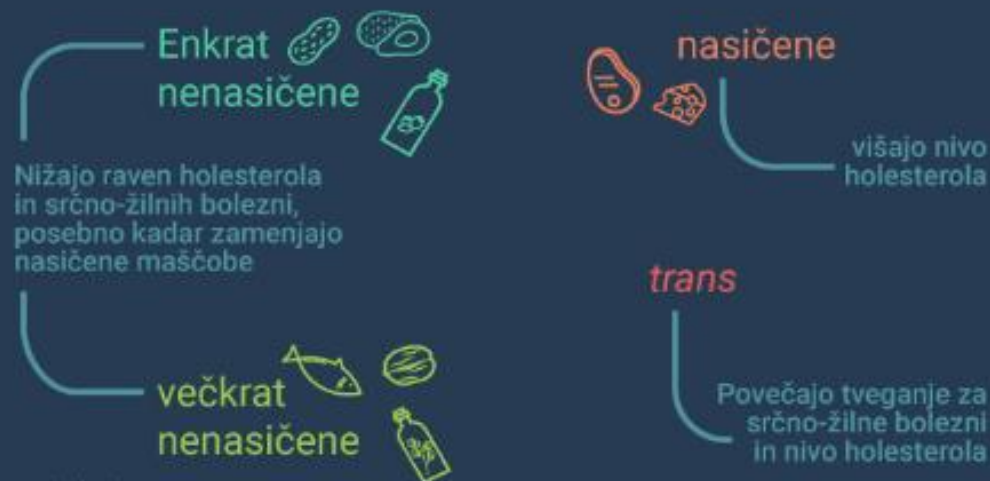 Enkrat
nenasičene
Nižajo raven holesterola
in srčno-žilnih bolezni,
posebno kadar zamenjajo
nasičene maščobe
večkrat
nenasičene
nasičene
višajo nivo
holesterola
trans
Povečajo tveganje za
srčno-žilne bolezni
in nivo holesterola